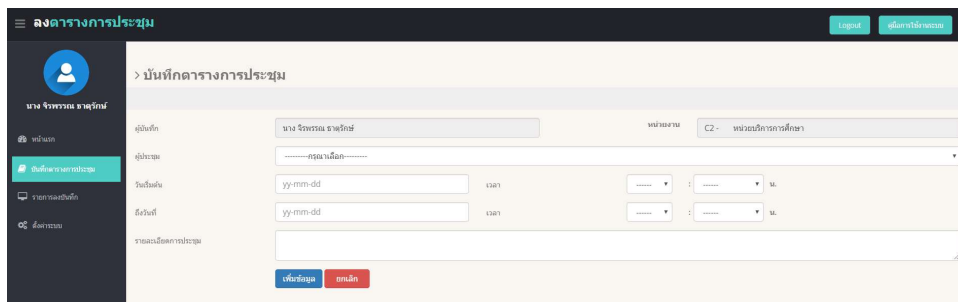 ลงตารางการประชุม
Logout
คู่มือการใช้งานระบบ
นาง จิรพรรณ ธาตุรักษ์
หน้าแรก
บันทึกตารางการประชุม
รายการลงบันทึก
ตั้งค่าระบบ
> บันทึกตารางการประชุม
ผู้บันทึก นาง จิรพรรณ ธาตุรักษ์ หน่วยงาน C2 - หน่วยบริการการศึกษา
ผู้ประชุม ----------กรุณาเลือก----------
วันเริ่มต้น yy-mm-dd เวลา ------ : ------ น.
ถึงวันที่ yy-mm-dd เวลา ------ : ------ น.
รายละเอียดการประชุม
เพิ่มข้อมูล ยกเลิก